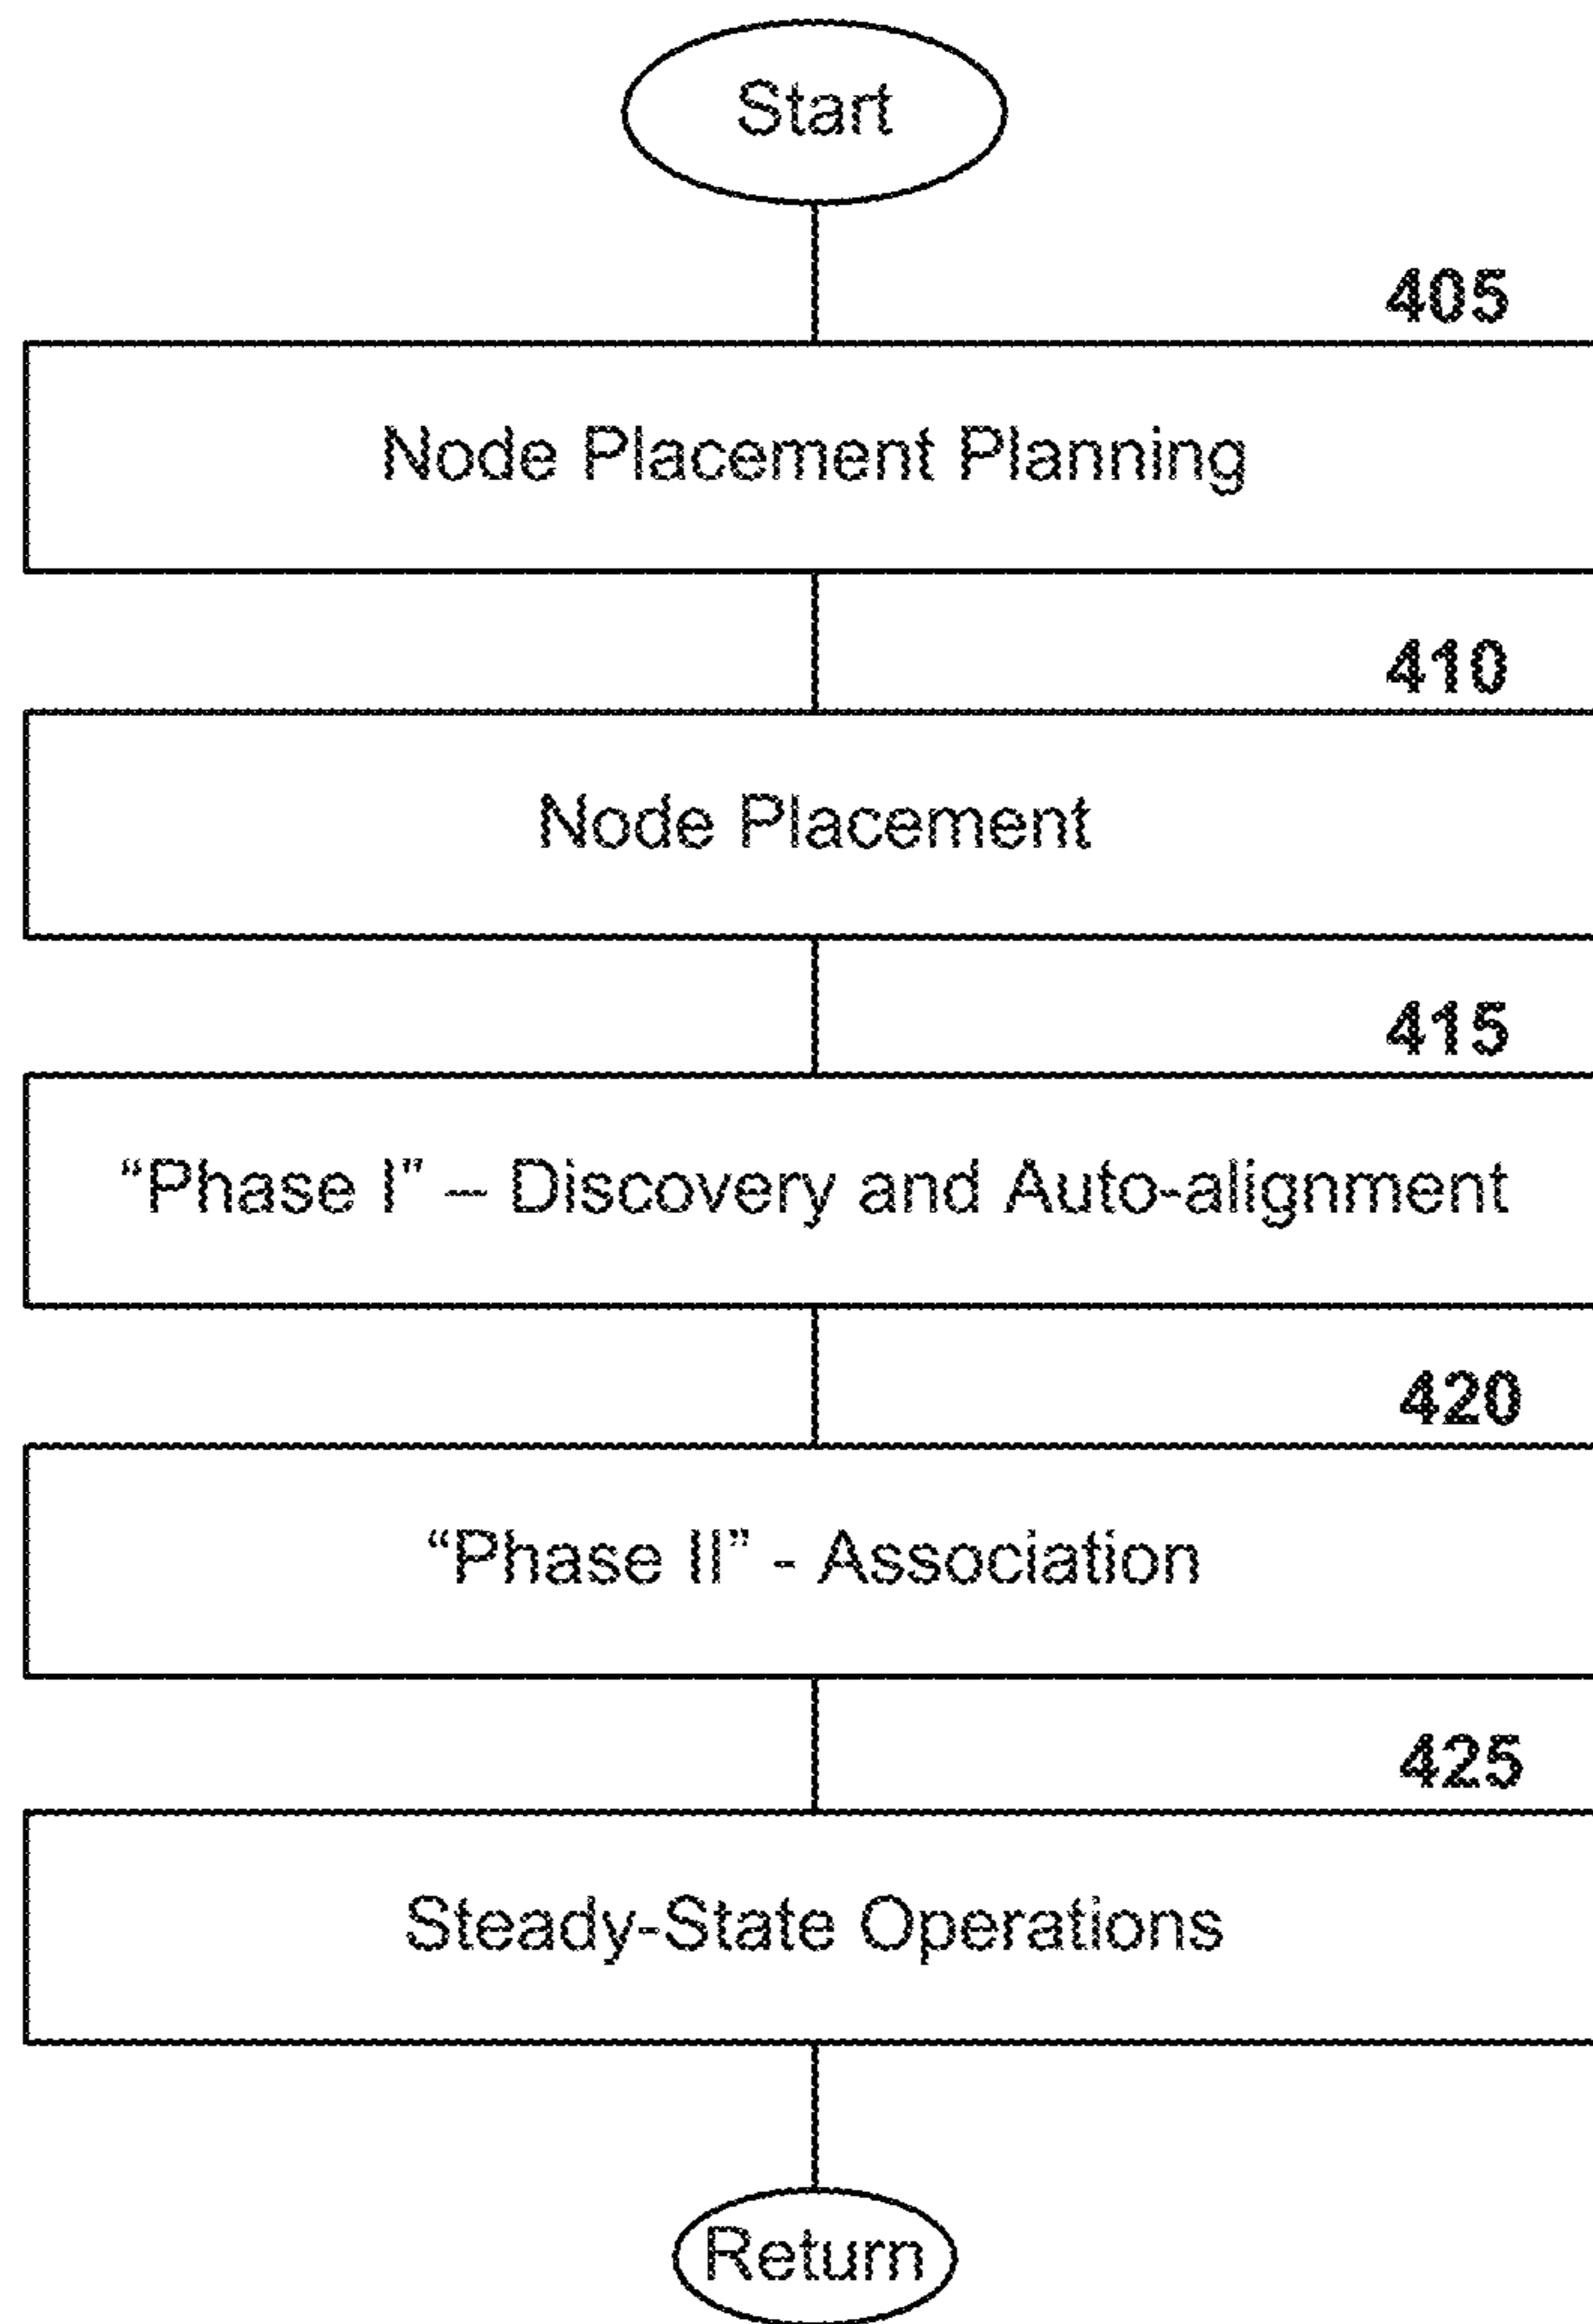 Start
405
Node Placement Planning
410
Node Placement
415
“Phase I” – Discovery and Auto-alignment
420
“Phase II” - Association
425
Steady-State Operations
Return